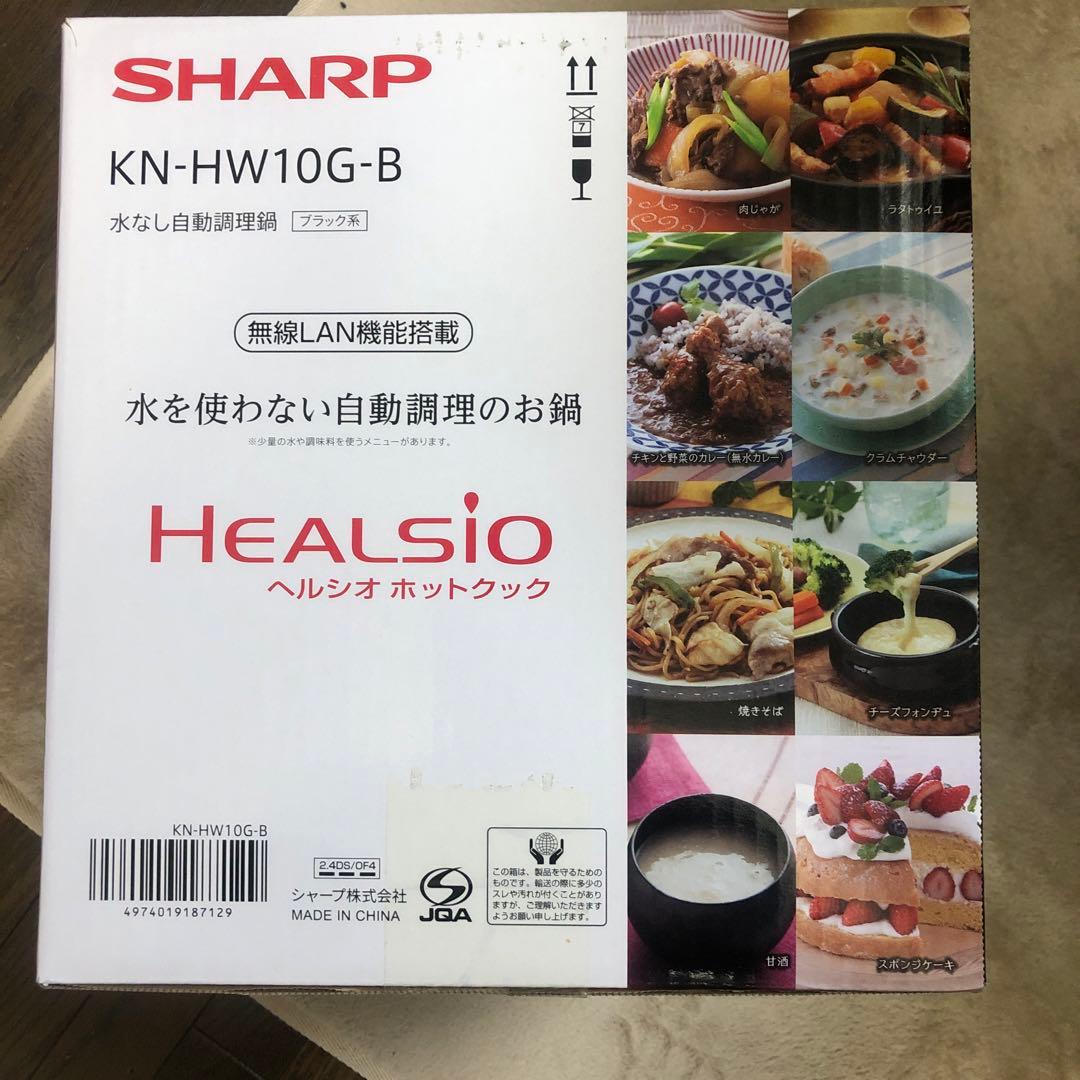 SHARP
KN-HW10G-B
水なし自動調理鍋 ブラック系
無線LAN機能搭載
水を使わない自動調理のお鍋
※少量の水や調味料を使うメニューがあります。
HEALSIO
ヘルシオ ホットクック
7
KN-HW10G-B
4974019187129
2.4DS/OF4
シャープ株式会社
MADE IN CHINA
JQA
この箱は、製品を守るための
ものです。輸送の際に多少の
スレや汚れが付くことがあり
ますが、ご理解いただきます
ようお願い申し上げます。
肉じゃが
ラタトゥイユ
チキンと野菜のカレー(無水カレー)
クラムチャウダー
焼きそば
チーズフォンデュ
甘酒
スポンジケーキ